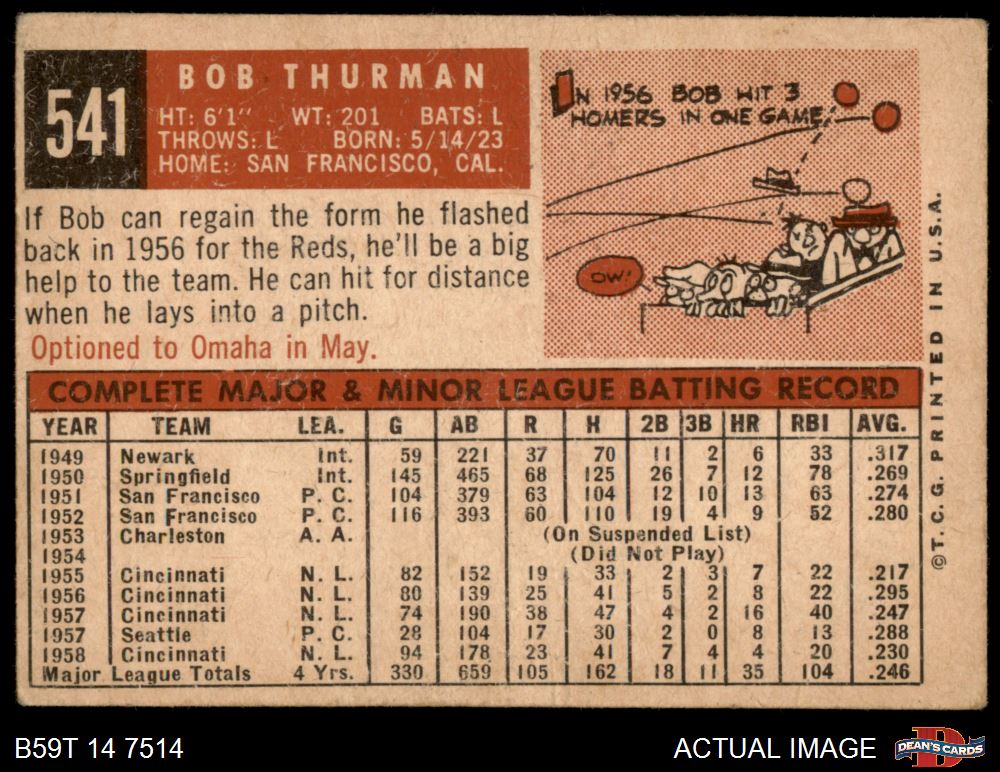 541
BOB THURMAN
HT: 6'1" WT: 201 BATS: L
THROWS: L BORN: 5/14/23
HOME: SAN FRANCISCO, CAL.
If Bob can regain the form he flashed
back in 1956 for the Reds, he'll be a big
help to the team. He can hit for distance
when he lays into a pitch.
Optioned to Omaha in May.
IN 1956 BOB HIT 3
HOMERS IN ONE GAME!
OW!
COMPLETE MAJOR & MINOR LEAGUE BATTING RECORD
YEAR TEAM LEA. G AB R H 2B 3B HR RBI AVG.
1949 Newark Int. 59 221 37 70 11 2 6 33 .317
1950 Springfield Int. 145 465 68 125 26 7 12 78 .269
1951 San Francisco P. C. 104 379 63 104 12 10 13 63 .274
1952 San Francisco P. C. 116 393 60 110 19 4 9 52 .280
1953 Charleston A. A. (On Suspended List)
1954 (Did Not Play)
1955 Cincinnati N. L. 82 152 19 33 2 3 7 22 .217
1956 Cincinnati N. L. 80 139 25 41 5 2 8 22 .295
1957 Cincinnati N. L. 74 190 38 47 4 2 16 40 .247
1957 Seattle P. C. 28 104 17 30 2 0 8 13 .288
1958 Cincinnati N. L. 94 178 23 41 7 4 4 20 .230
Major League Totals 4 Yrs. 330 659 105 162 18 11 35 104 .246
©T.C.G. PRINTED IN U.S.A.
B59T 14 7514
ACTUAL IMAGE
DEAN'S CARDS